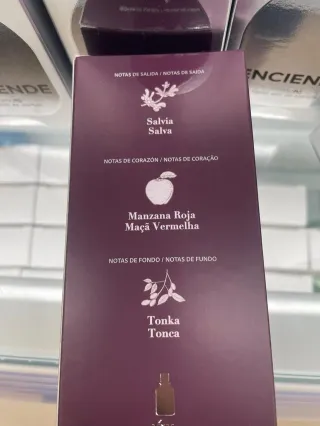 ENCIENDE
NOTAS DE SALIDA / NOTAS DE SAÍDA
Salvia
Salva
NOTAS DE CORAZÓN / NOTAS DE CORAÇÃO
Manzana Roja
Maçã Vermelha
NOTAS DE FONDO / NOTAS DE FUNDO
Tonka
Tonca